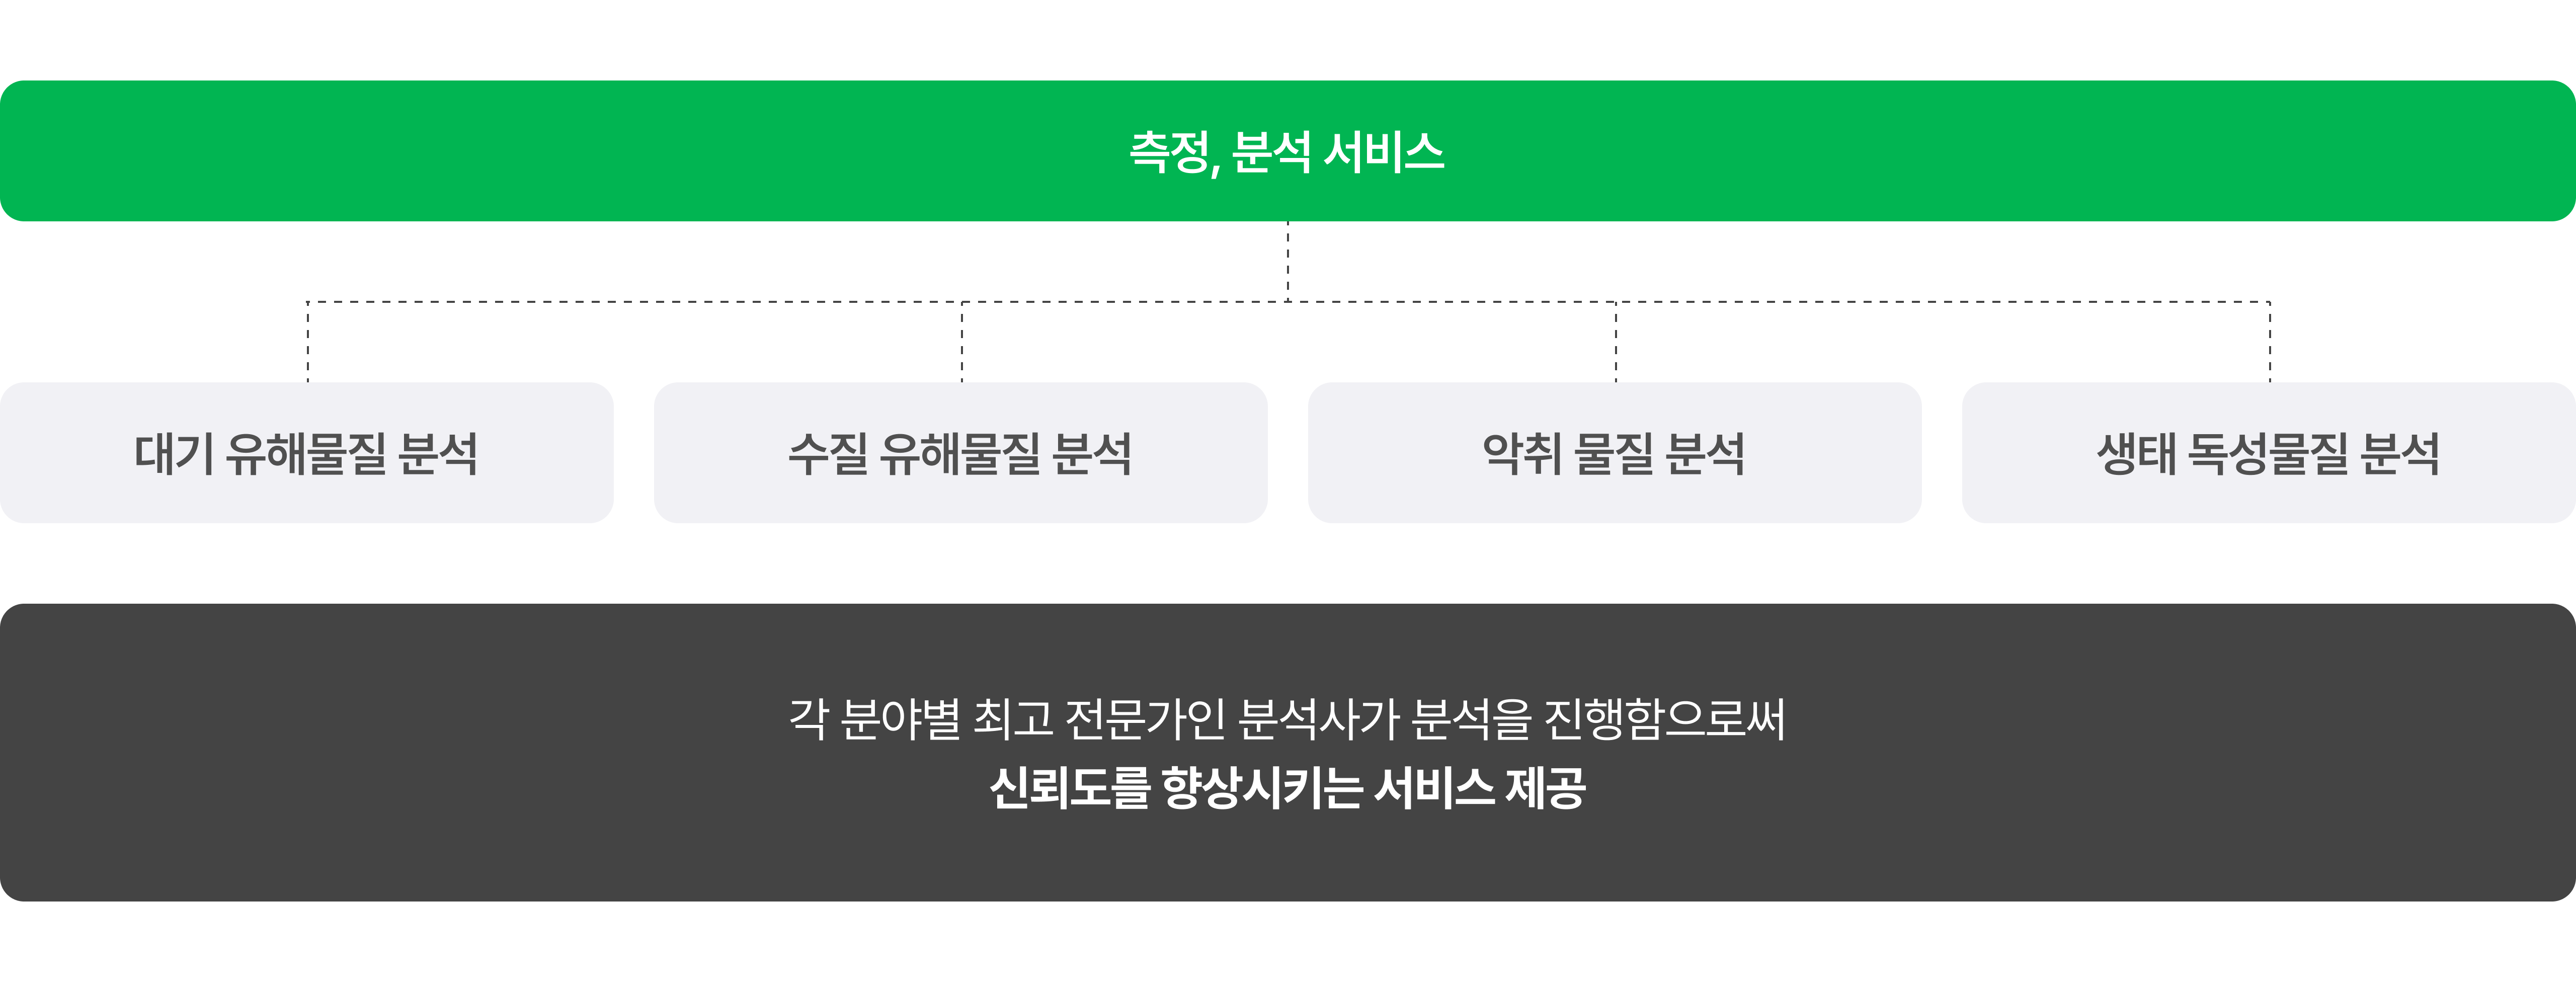 측정, 분석 서비스
대기 유해물질 분석
수질 유해물질 분석
악취 물질 분석
생태 독성물질 분석
각 분야별 최고 전문가인 분석사가 분석을 진행함으로써
신뢰도를 향상시키는 서비스 제공